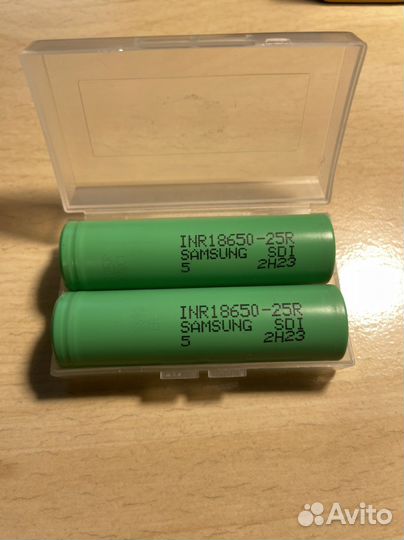 INR18650-25R
SAMSUNG SDI
5 2H23
INR18650-25R
SAMSUNG SDI
5 2H23
Avito